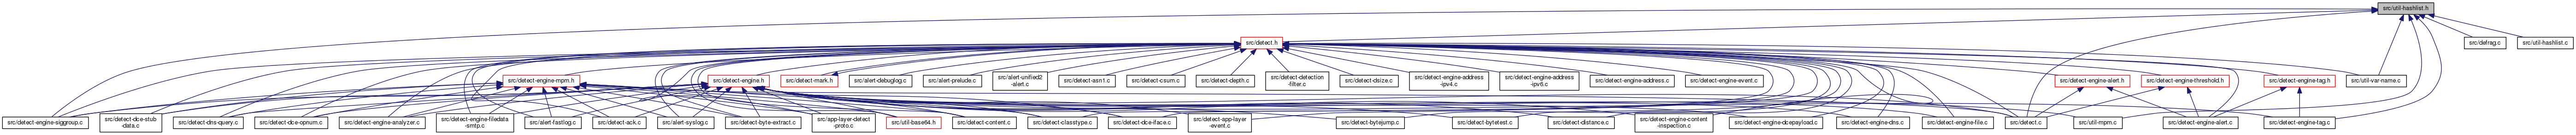 src/util-hashlist.h
src/detect.h
src/defrag.c
src/util-hashlist.c
src/detect-engine-mpm.h
src/detect-engine.h
src/detect-mark.h
src/alert-debuglog.c
src/alert-prelude.c
src/alert-unified2
-alert.c
src/detect-asn1.c
src/detect-csum.c
src/detect-depth.c
src/detect-detection
-filter.c
src/detect-dsize.c
src/detect-engine-address
-ipv4.c
src/detect-engine-address
-ipv6.c
src/detect-engine-address.c
src/detect-engine-event.c
src/detect-engine-alert.h
src/detect-engine-threshold.h
src/detect-engine-tag.h
src/util-var-name.c
src/detect-engine-siggroup.c
src/detect-dce-stub
-data.c
src/detect-dns-query.c
src/detect-dce-opnum.c
src/detect-engine-analyzer.c
src/detect-engine-filedata
-smtp.c
src/alert-fastlog.c
src/detect-ack.c
src/alert-syslog.c
src/detect-byte-extract.c
src/app-layer-detect
-proto.c
src/util-base64.h
src/detect-content.c
src/detect-classtype.c
src/detect-dce-iface.c
src/detect-app-layer
-event.c
src/detect-bytejump.c
src/detect-bytetest.c
src/detect-distance.c
src/detect-engine-content
-inspection.c
src/detect-engine-dcepayload.c
src/detect-engine-dns.c
src/detect-engine-file.c
src/detect.c
src/util-mpm.c
src/detect-engine-alert.c
src/detect-engine-tag.c